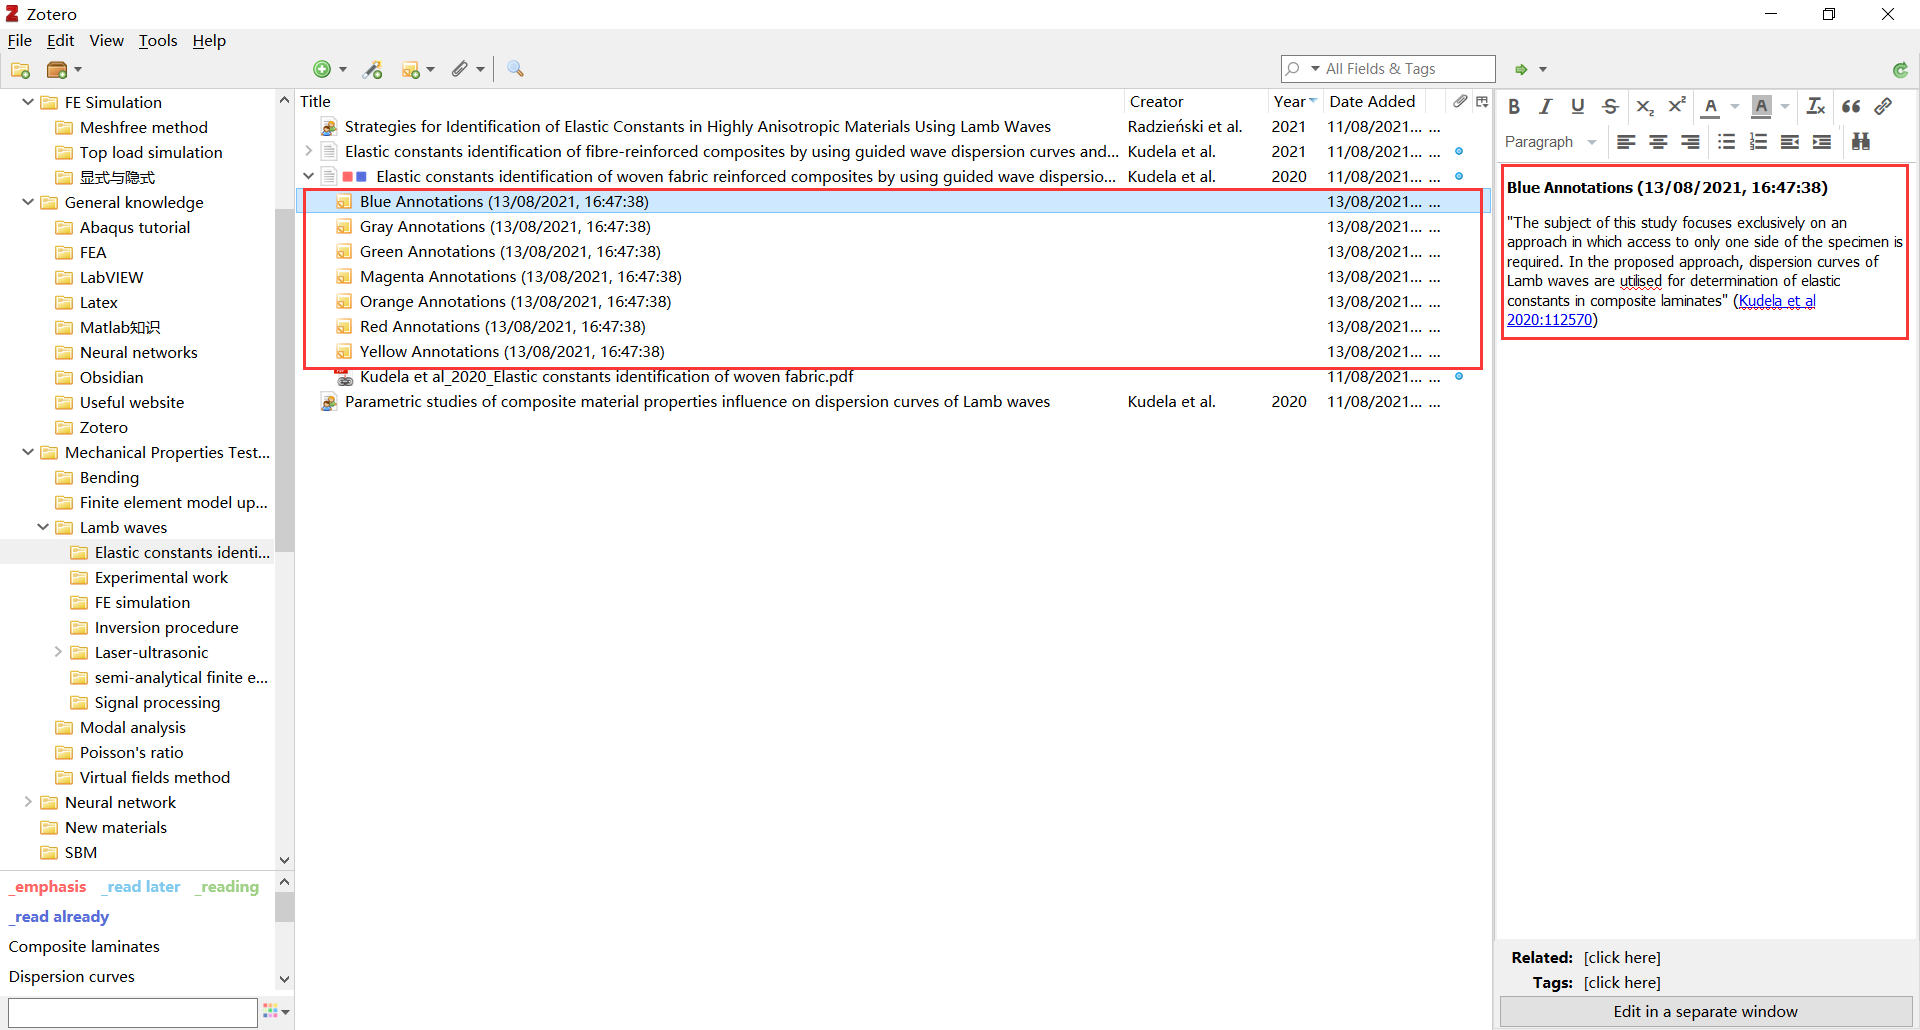 Zotero
File Edit View Tools Help
All Fields & Tags
FE Simulation
Meshfree method
Top load simulation
显式与隐式
General knowledge
Abaqus tutorial
FEA
LabVIEW
Latex
Matlab知识
Neural networks
Obsidian
Useful website
Zotero
Mechanical Properties Test...
Bending
Finite element model up...
Lamb waves
Elastic constants identi...
Experimental work
FE simulation
Inversion procedure
Laser-ultrasonic
semi-analytical finite e...
Signal processing
Modal analysis
Poisson's ratio
Virtual fields method
Neural network
New materials
SBM
_emphasis _read later _reading
_read already
Composite laminates
Dispersion curves
Title Creator Year Date Added
Strategies for Identification of Elastic Constants in Highly Anisotropic Materials Using Lamb Waves Radzieński et al. 2021 11/08/2021... ...
Elastic constants identification of fibre-reinforced composites by using guided wave dispersion curves and... Kudela et al. 2021 11/08/2021... ...
Elastic constants identification of woven fabric reinforced composites by using guided wave dispersio... Kudela et al. 2020 11/08/2021... ...
Blue Annotations (13/08/2021, 16:47:38) 13/08/2021... ...
Gray Annotations (13/08/2021, 16:47:38) 13/08/2021... ...
Green Annotations (13/08/2021, 16:47:38) 13/08/2021... ...
Magenta Annotations (13/08/2021, 16:47:38) 13/08/2021... ...
Orange Annotations (13/08/2021, 16:47:38) 13/08/2021... ...
Red Annotations (13/08/2021, 16:47:38) 13/08/2021... ...
Yellow Annotations (13/08/2021, 16:47:38) 13/08/2021... ...
Kudela et al_2020_Elastic constants identification of woven fabric.pdf 11/08/2021... ...
Parametric studies of composite material properties influence on dispersion curves of Lamb waves Kudela et al. 2020 11/08/2021... ...
B I U S X₂ X² A A Tx
Paragraph
Blue Annotations (13/08/2021, 16:47:38)
"The subject of this study focuses exclusively on an
approach in which access to only one side of the specimen is
required. In the proposed approach, dispersion curves of
Lamb waves are utilised for determination of elastic
constants in composite laminates" (Kudela et al
2020:112570)
Related: [click here]
Tags: [click here]
Edit in a separate window